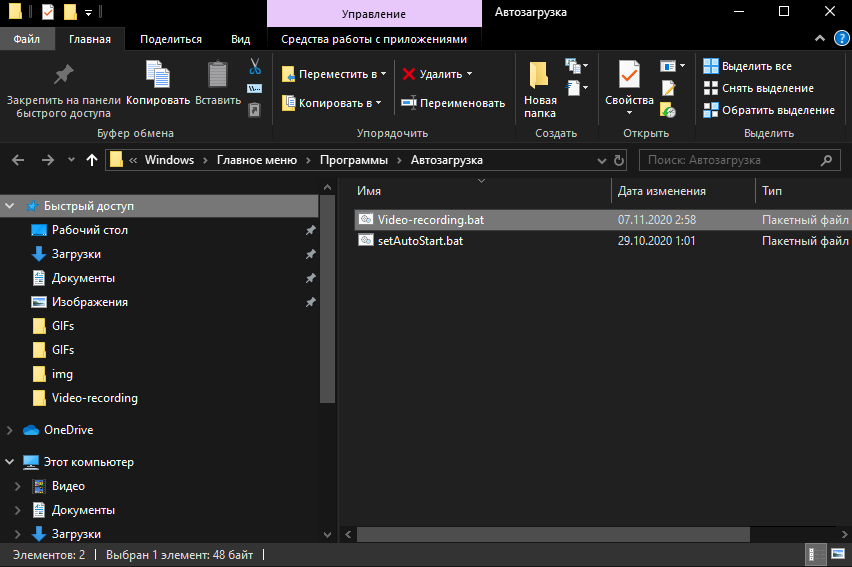 Управление
Автозагрузка
Файл
Главная
Поделиться
Вид
Средства работы с приложениями
Закрепить на панели быстрого доступа
Копировать
Вставить
Буфер обмена
Переместить в
Копировать в
Удалить
Переименовать
Упорядочить
Новая папка
Создать
Свойства
Открыть
Выделить все
Снять выделение
Обратить выделение
Выделить
« Windows › Главное меню › Программы › Автозагрузка
Поиск: Автозагрузка
Имя
Дата изменения
Тип
Video-recording.bat 07.11.2020 2:58 Пакетный файл
setAutoStart.bat 29.10.2020 1:01 Пакетный файл
Быстрый доступ
Рабочий стол
Загрузки
Документы
Изображения
GIFs
GIFs
img
Video-recording
OneDrive
Этот компьютер
Видео
Документы
Загрузки
Элементов: 2
Выбран 1 элемент: 48 байт